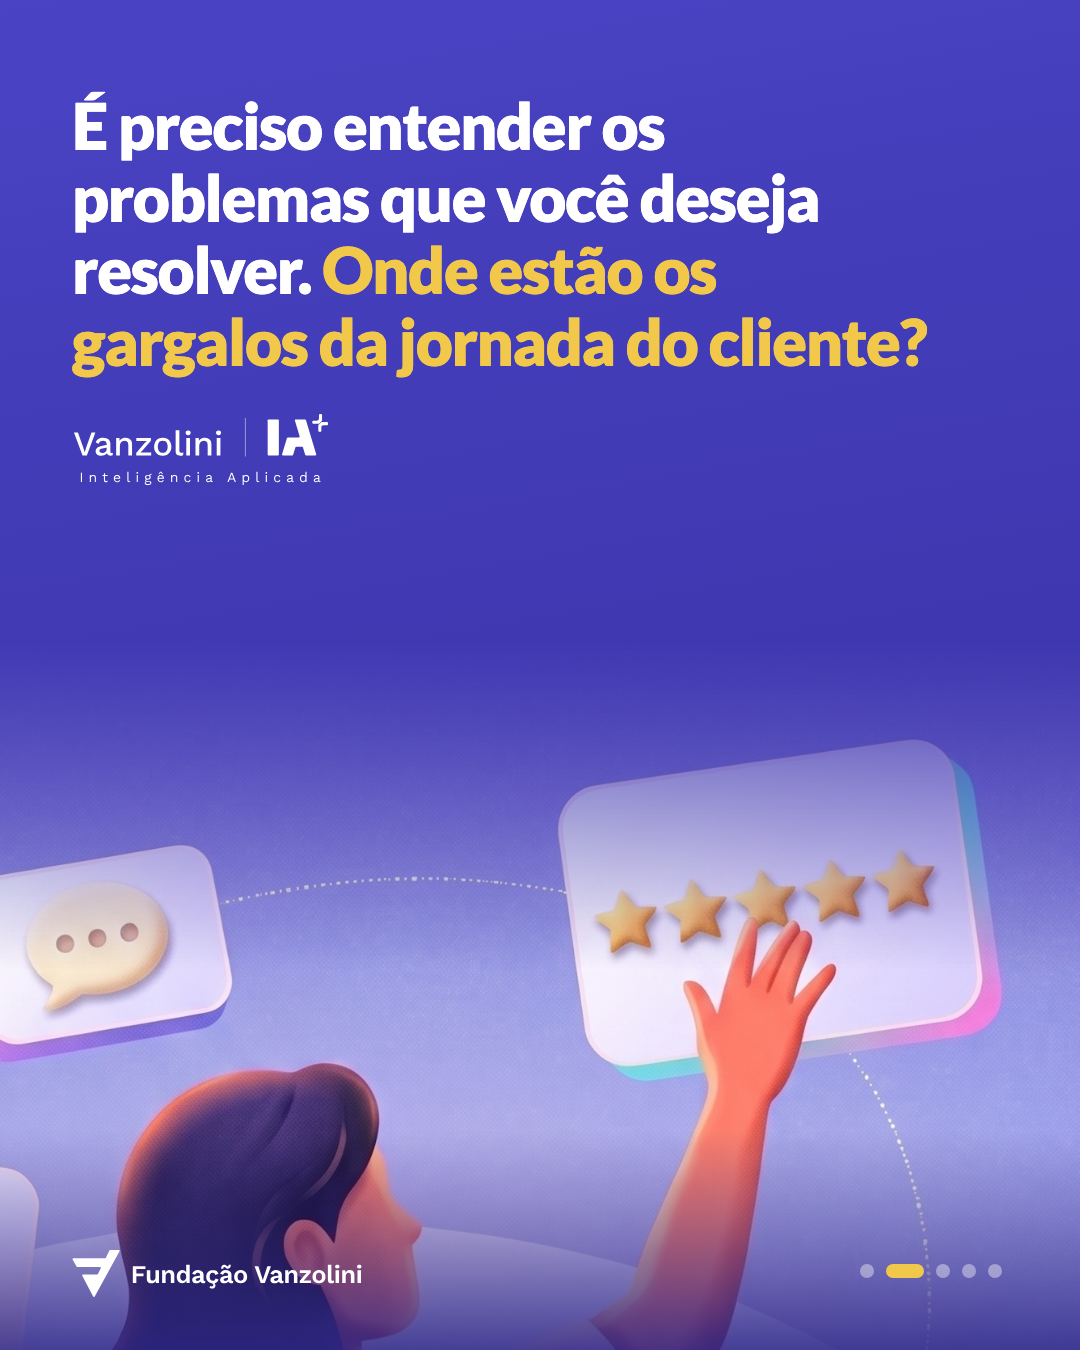 É preciso entender os
problemas que você deseja
resolver. Onde estão os
gargalos da jornada do cliente?
Vanzolini | IA+
Inteligência Aplicada
Fundação Vanzolini